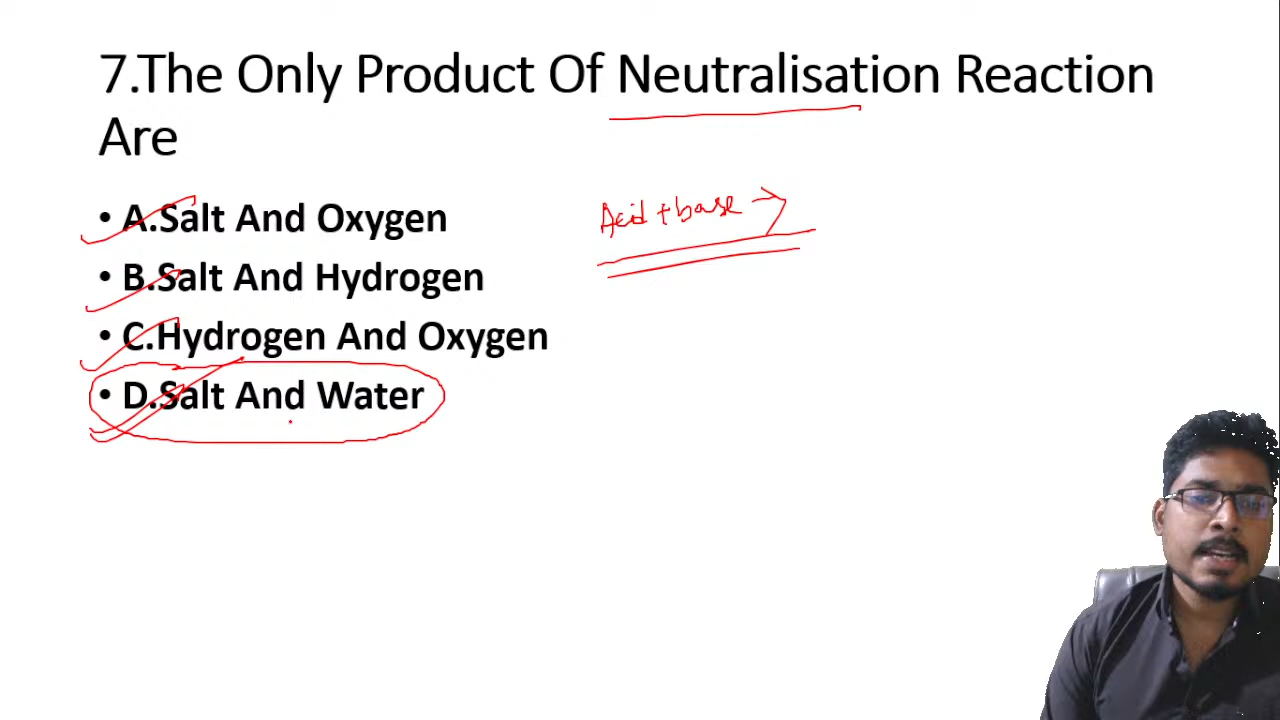 7.The Only Product Of Neutralisation Reaction
Are
• A.Salt And Oxygen
Acid + base →
• B.Salt And Hydrogen
• C.Hydrogen And Oxygen
• D.Salt And Water